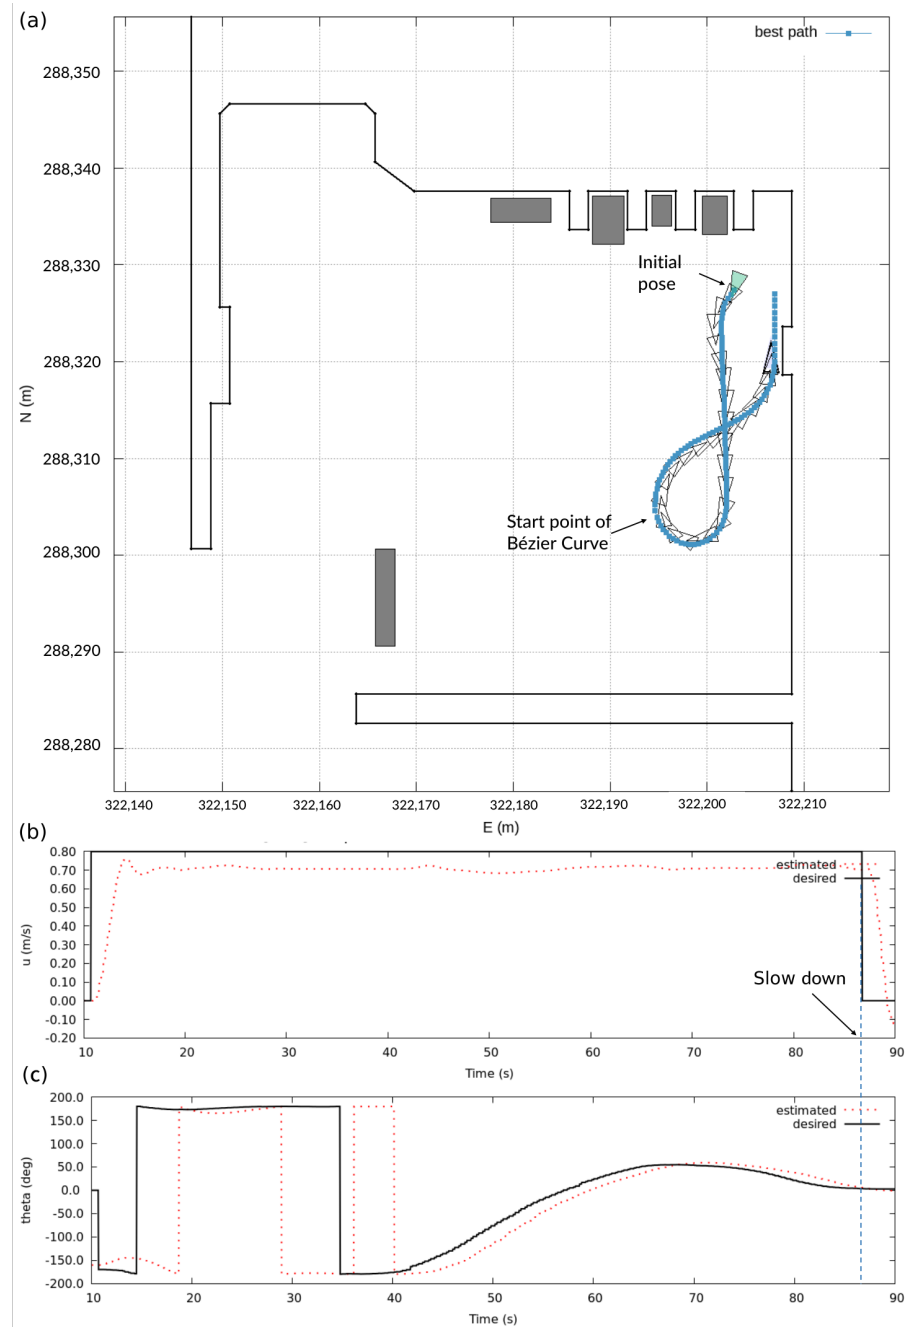 (a)
best path
288,350
288,340
288,330
288,320
288,310
288,300
288,290
288,280
N (m)
Initial
pose
Start point of
Bézier Curve
322,140 322,150 322,160 322,170 322,180 322,190 322,200 322,210
E (m)
(b)
0.80
0.70
0.60
0.50
0.40
0.30
0.20
0.10
0.00
-0.10
-0.20
u (m/s)
estimated
desired
Slow down
10 20 30 40 50 60 70 80 90
Time (s)
(c)
200.0
150.0
100.0
50.0
0.0
-50.0
-100.0
-150.0
-200.0
theta (deg)
estimated
desired
10 20 30 40 50 60 70 80 90
Time (s)